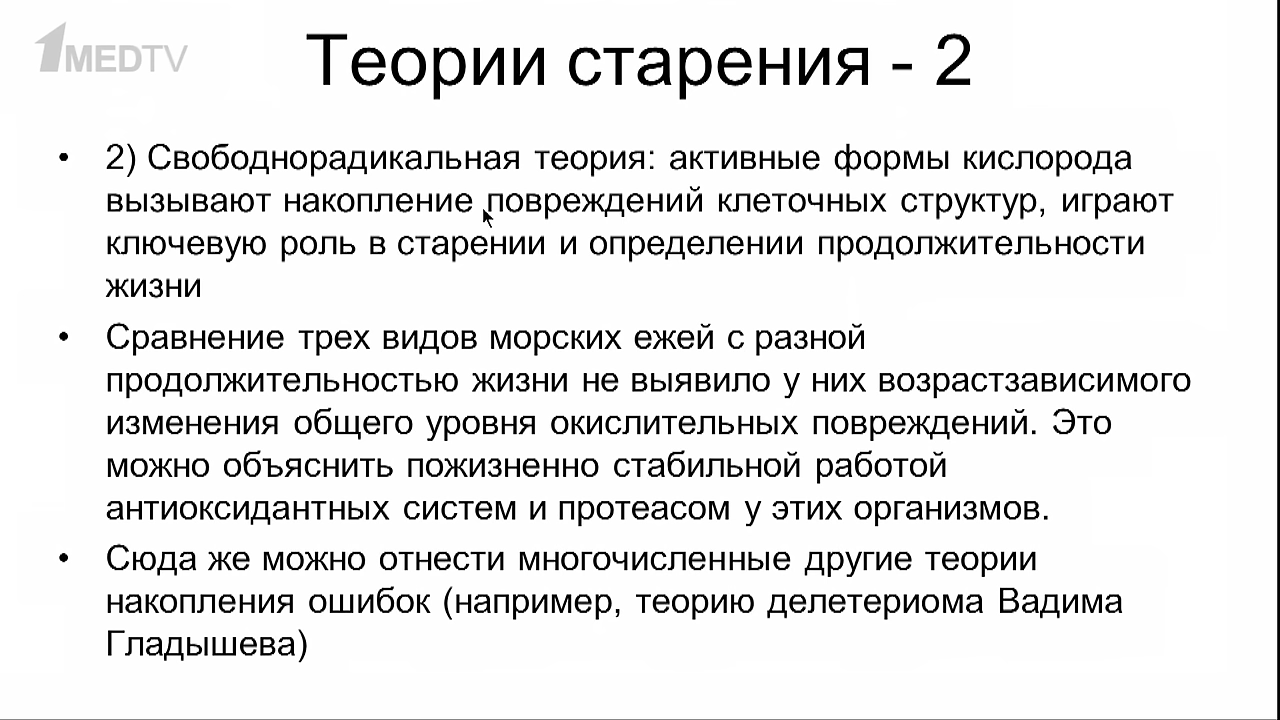 1MEDTV
Теории старения - 2
• 2) Свободнорадикальная теория: активные формы кислорода
вызывают накопление повреждений клеточных структур, играют
ключевую роль в старении и определении продолжительности
жизни
• Сравнение трех видов морских ежей с разной
продолжительностью жизни не выявило у них возрастзависимого
изменения общего уровня окислительных повреждений. Это
можно объяснить пожизненно стабильной работой
антиоксидантных систем и протеасом у этих организмов.
• Сюда же можно отнести многочисленные другие теории
накопления ошибок (например, теорию делетериома Вадима
Гладышева)